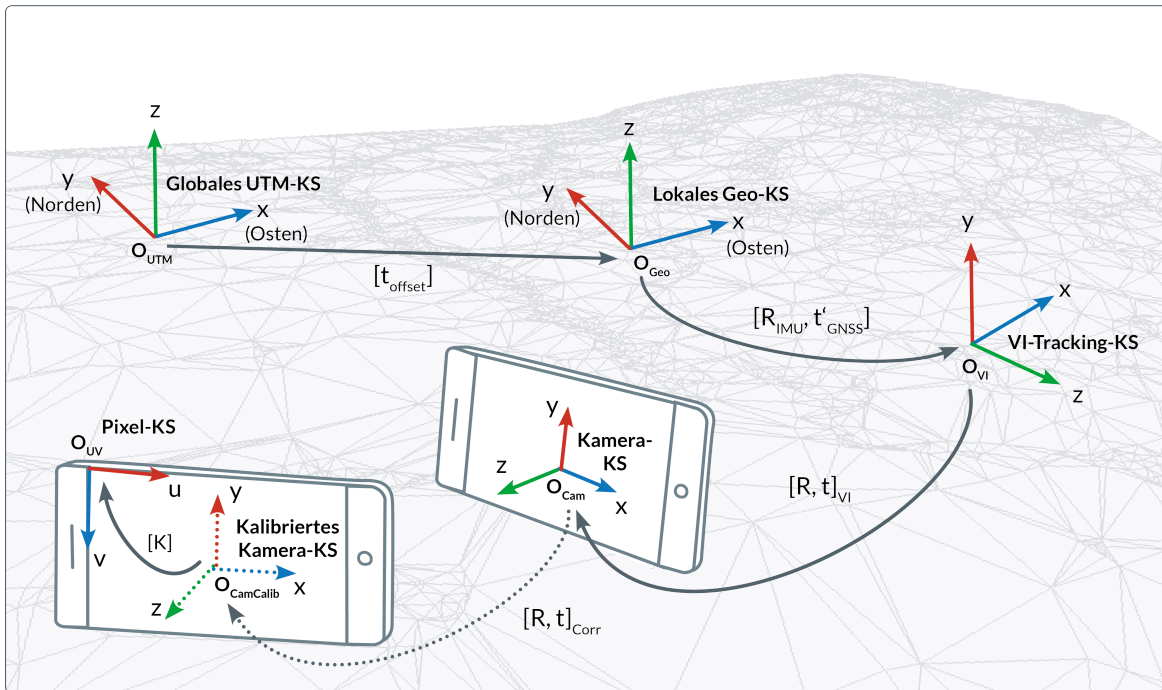 z
y
(Norden)
Globales UTM-KS
x
(Osten)
O_UTM
[t_offset]
z
y
(Norden)
Lokales Geo-KS
x
(Osten)
O_Geo
[R_IMU, t‘_GNSS]
y
x
VI-Tracking-KS
O_VI
z
[R, t]_VI
y
Kamera-
KS
z
O_Cam
x
[R, t]_Corr
Pixel-KS
O_UV
u
v
[K]
y
Kalibriertes
Kamera-KS
z
O_CamCalib
x